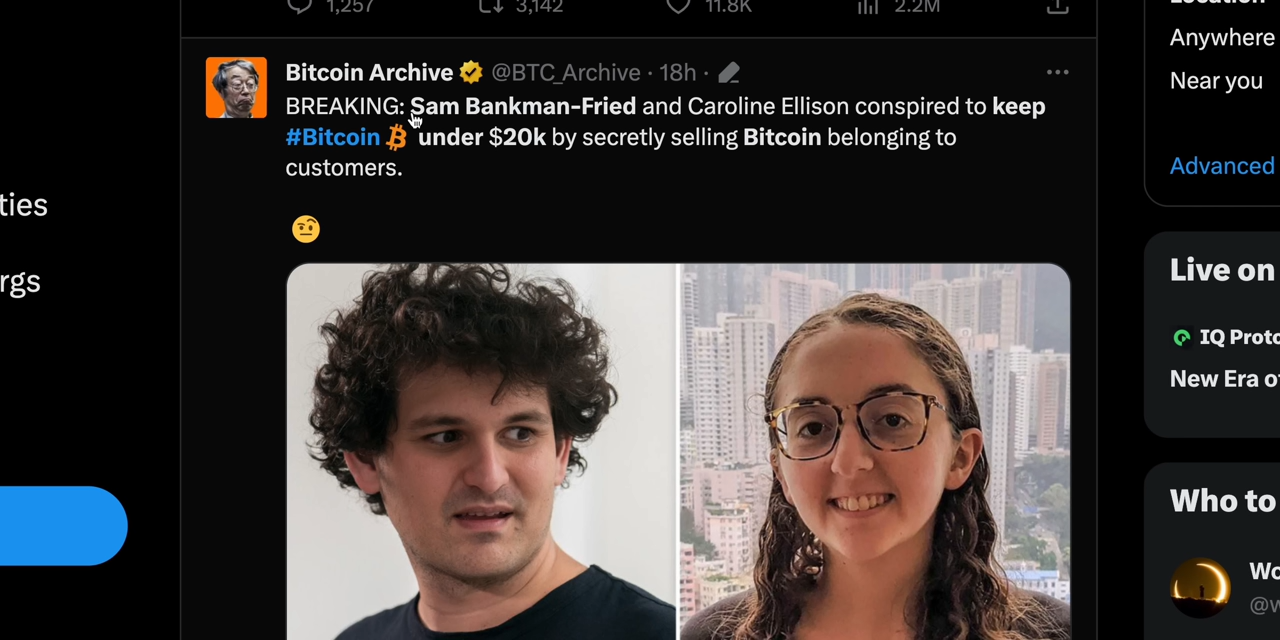 1,257 3,142 11.8K 2.2M
Bitcoin Archive @BTC_Archive · 18h ·
BREAKING: Sam Bankman-Fried and Caroline Ellison conspired to keep
#Bitcoin under $20k by secretly selling Bitcoin belonging to
customers.
ties
rgs
Location
Anywhere
Near you
Advanced
Live on
IQ Proto
New Era of
Who to
Wo
@w